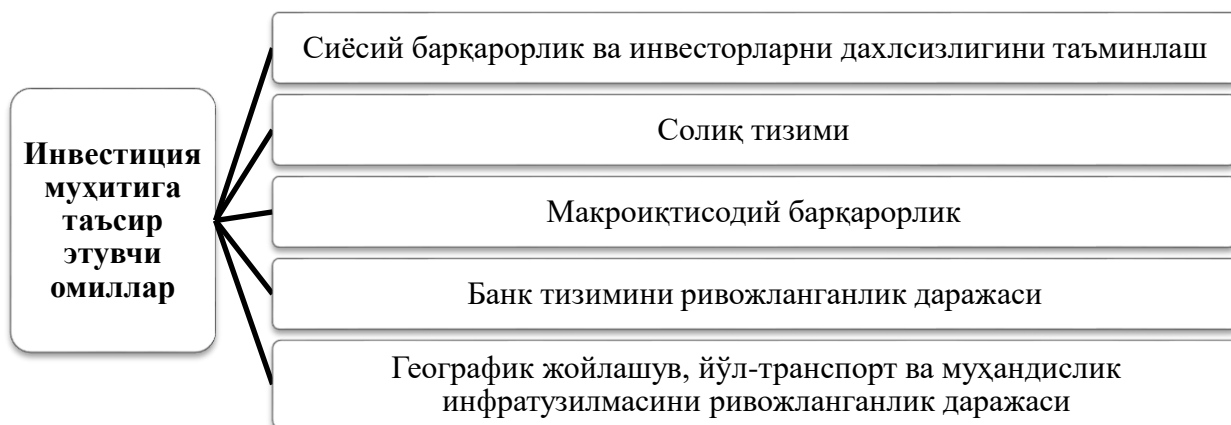 Инвестиция
муҳитига
таъсир
этувчи
омиллар
Сиёсий барқарорлик ва инвесторларни дахлсизлигини таъминлаш
Солиқ тизими
Макроиқтисодий барқарорлик
Банк тизимини ривожланганлик даражаси
Географик жойлашув, йўл-транспорт ва муҳандислик
инфратузилмасини ривожланганлик даражаси